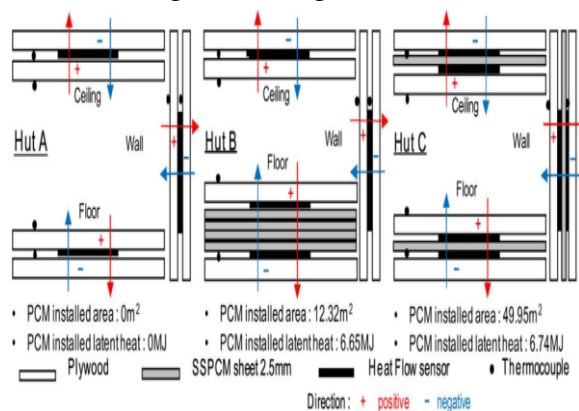 -
-
-
+
+
+
Ceiling
Ceiling
Ceiling
Hut A
Wall
Hut B
Wall
Hut C
Wall
+
-
+
-
+
-
Floor
Floor
Floor
+
+
+
-
-
-
• PCM installed area : 0m²
• PCM installed latent heat : 0MJ
• PCM installed area : 12.32m²
• PCM installed latent heat : 6.65MJ
• PCM installed area : 49.95m²
• PCM installed latent heat : 6.74MJ
Plywood
SSPCM sheet 2.5mm
Heat Flow sensor
Thermocouple
Direction : + positive - negative